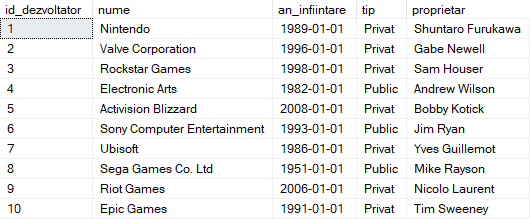 id_dezvoltator nume an_infiintare tip proprietar
1 Nintendo 1989-01-01 Privat Shuntaro Furukawa
2 Valve Corporation 1996-01-01 Privat Gabe Newell
3 Rockstar Games 1998-01-01 Privat Sam Houser
4 Electronic Arts 1982-01-01 Public Andrew Wilson
5 Activision Blizzard 2008-01-01 Privat Bobby Kotick
6 Sony Computer Entertainment 1993-01-01 Public Jim Ryan
7 Ubisoft 1986-01-01 Privat Yves Guillemot
8 Sega Games Co. Ltd 1951-01-01 Public Mike Rayson
9 Riot Games 2006-01-01 Privat Nicolo Laurent
10 Epic Games 1991-01-01 Privat Tim Sweeney